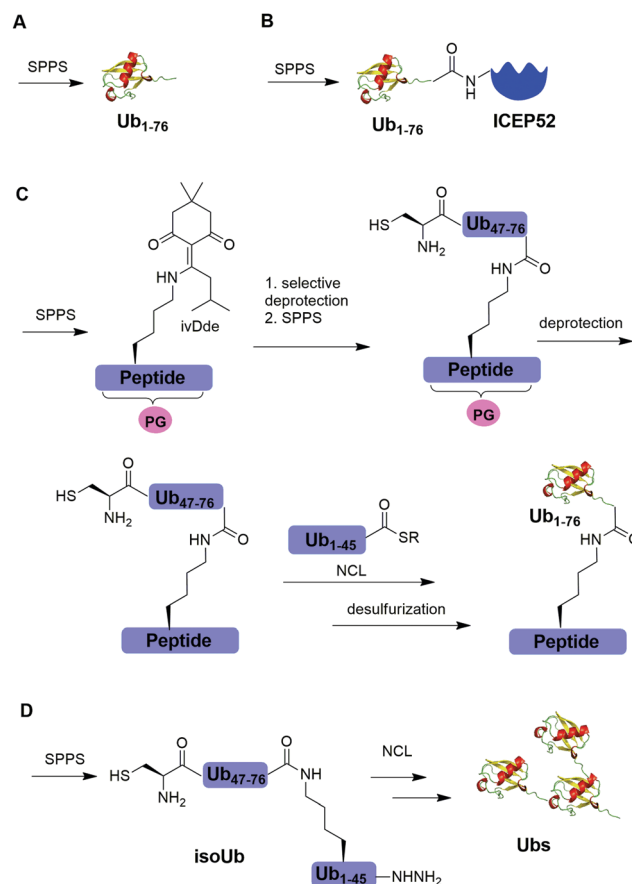 A
SPPS
Ub1-76
B
SPPS
O
N
H
Ub1-76
ICEP52
C
SPPS
O
O
HN
ivDde
Peptide
PG
1. selective
deprotection
2. SPPS
O
HS
NH2
Ub47-76
HN
O
Peptide
PG
deprotection
O
HS
NH2
Ub47-76
HN
O
Peptide
O
Ub1-45
SR
NCL
desulfurization
Ub1-76
HN
O
Peptide
D
SPPS
O
HS
NH2
Ub47-76
O
NH
isoUb
Ub1-45
NHNH2
NCL
Ubs